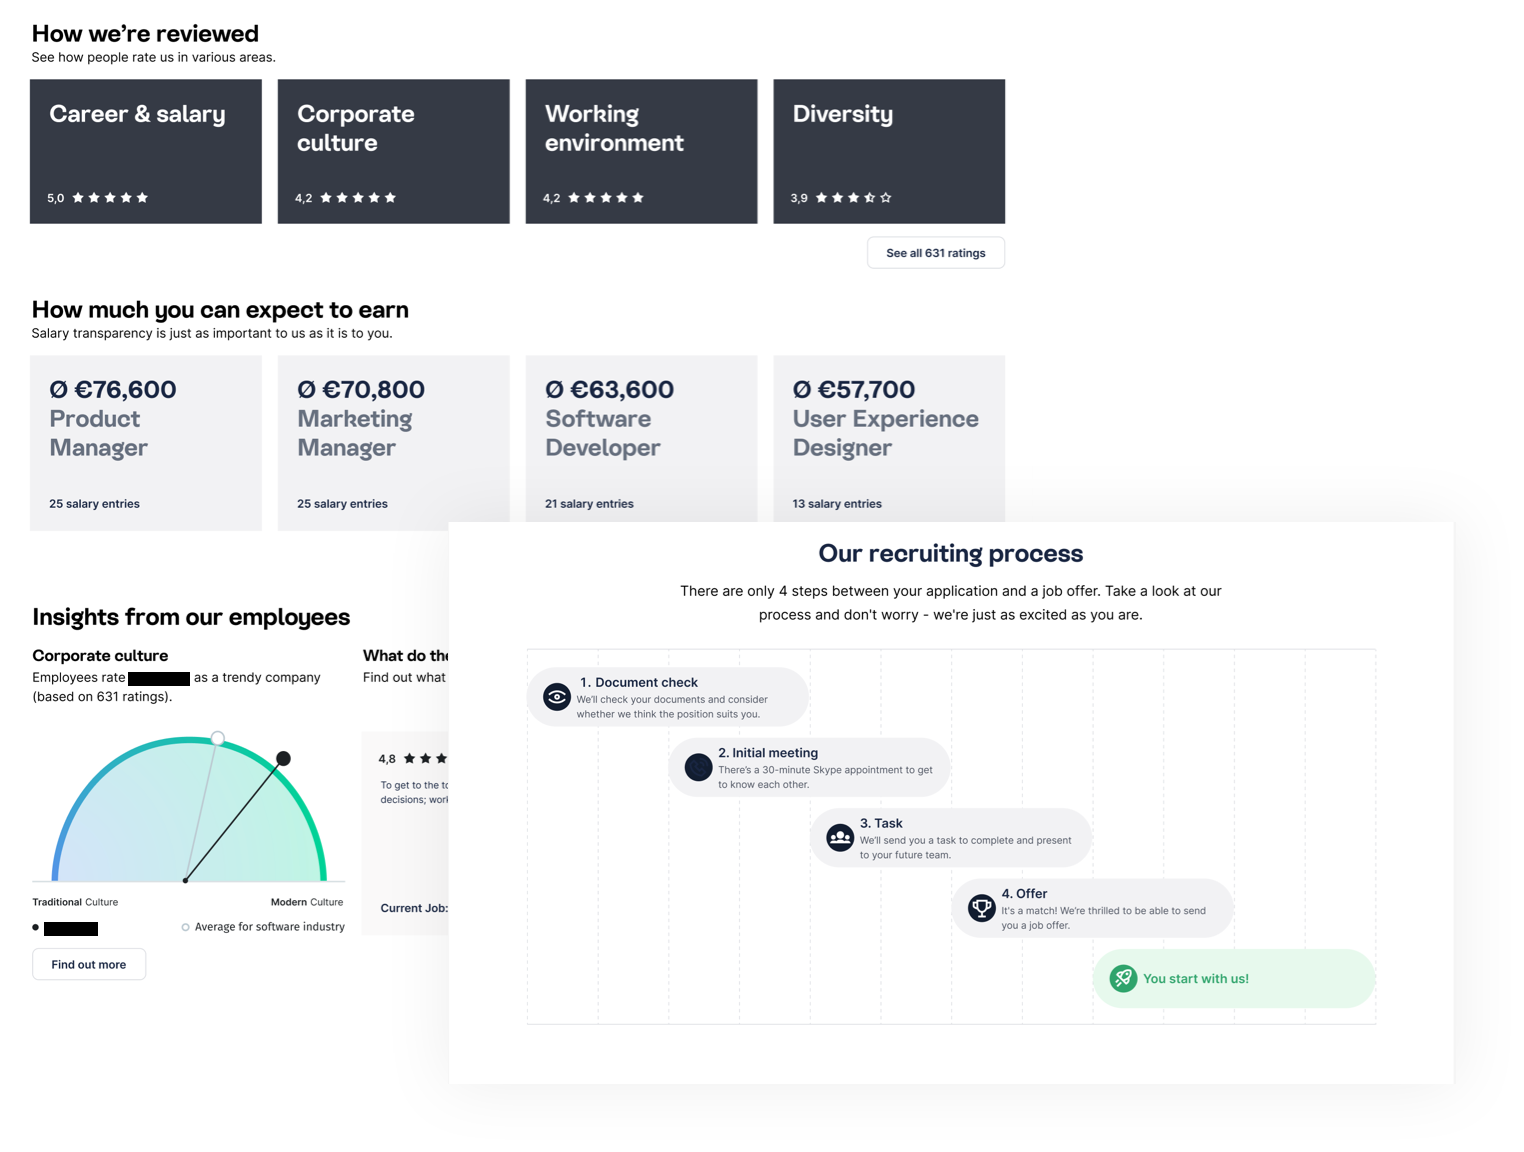 How we're reviewed
See how people rate us in various areas.
Career & salary
5,0
Corporate
culture
4,2
Working
environment
4,2
Diversity
3,9
See all 631 ratings
How much you can expect to earn
Salary transparency is just as important to us as it is to you.
Ø €76,600
Product
Manager
25 salary entries
Ø €70,800
Marketing
Manager
25 salary entries
Ø €63,600
Software
Developer
21 salary entries
Ø €57,700
User Experience
Designer
13 salary entries
Insights from our employees
Corporate culture
Employees rate as a trendy company
(based on 631 ratings).
Traditional Culture
Modern Culture
Average for software industry
Find out more
What do
Find out what
4,8
To get to the
decisions;
Current Job:
Our recruiting process
There are only 4 steps between your application and a job offer. Take a look at our
process and don't worry - we're just as excited as you are.
1. Document check
We'll check your documents and consider
whether we think the position suits you.
2. Initial meeting
There's a 30-minute Skype appointment to get
to know each other.
3. Task
We'll send you a task to complete and present
to your future team.
4. Offer
It's a match! We're thrilled to be able to send
you a job offer.
You start with us!